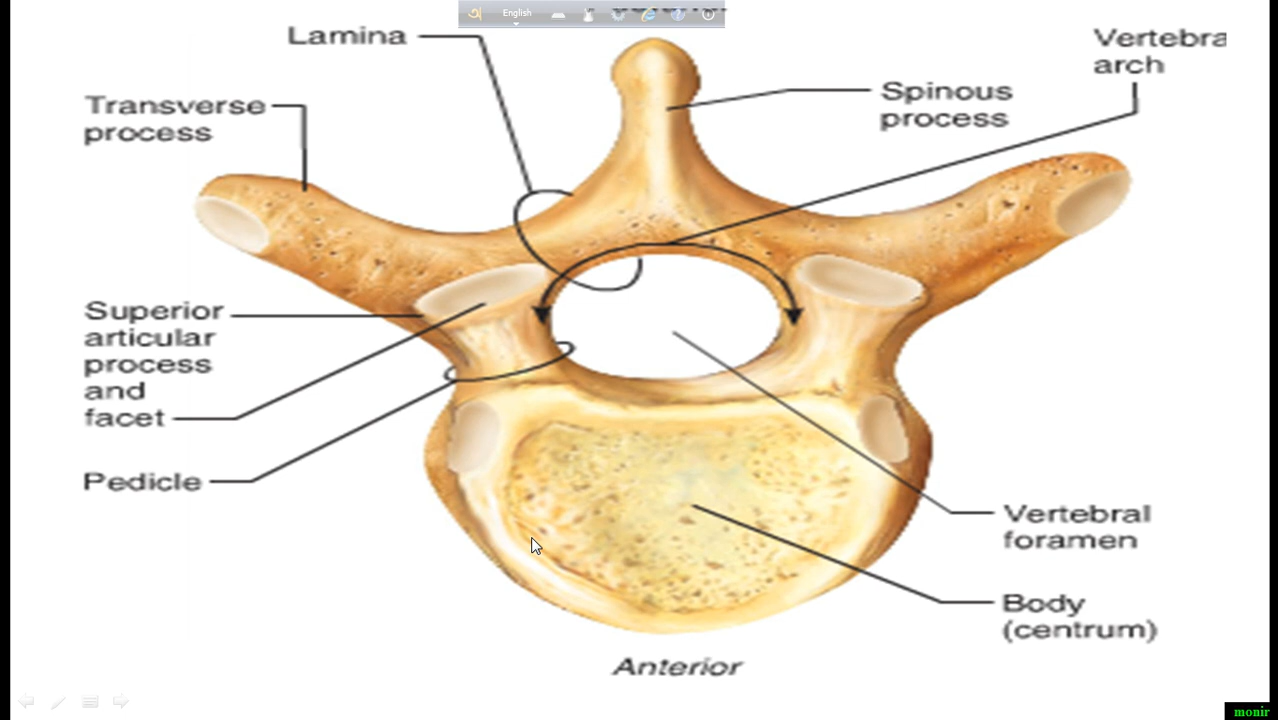 English
Lamina
Vertebra
arch
Transverse
process
Spinous
process
Superior
articular
process
and
facet
Pedicle
Vertebral
foramen
Body
(centrum)
Anterior
monir